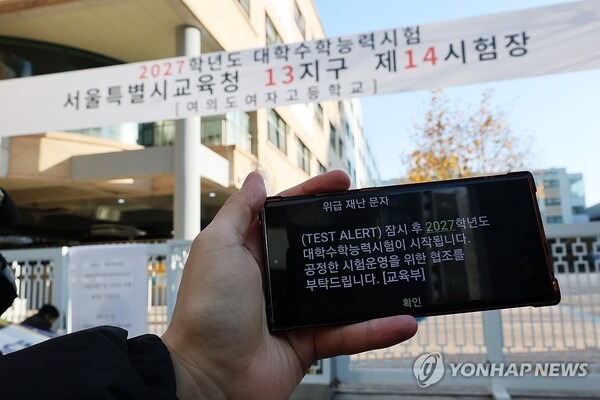 2027학년도 대학수학능력시험
서울특별시교육청 13지구 제14시험장
[여의도여자고등학교]
위급 재난 문자
(TEST ALERT) 잠시 후 2027학년도
대학수학능력시험이 시작됩니다.
공정한 시험운영을 위한 협조를
부탁드립니다. [교육부]
확인
YONHAPNEWS